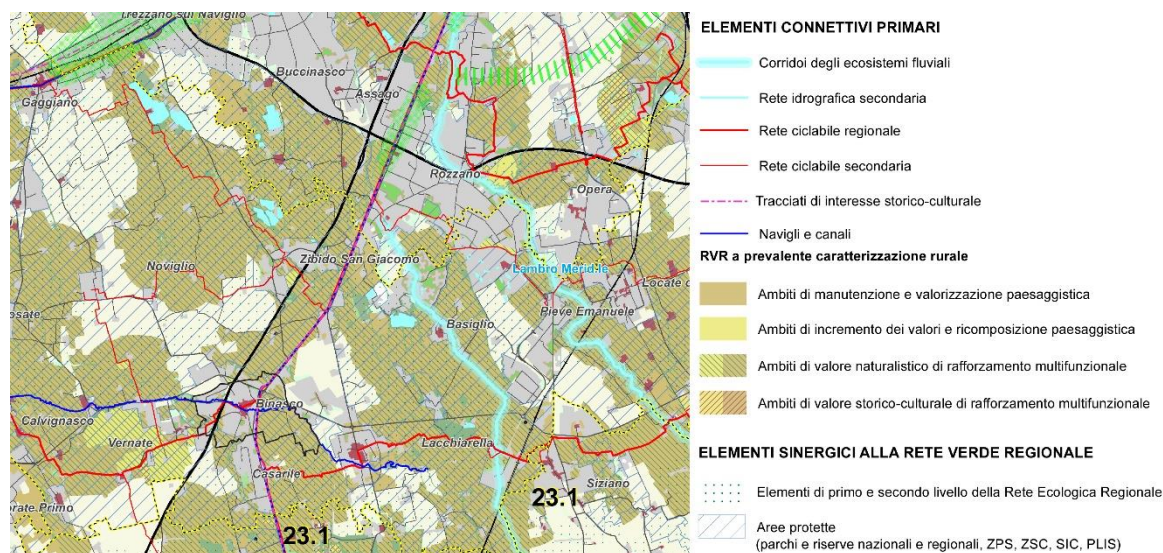 Trezzano sul Naviglio
Buccinasco
Gaggiano
Assago
Rozzano
Opera
Zibido San Giacomo
Noviglio
Lambro Merid.le
Locate d
osate
Pieve Emanuele
Basiglio
Binasco
Calvignasco
Vernate
Lacchiarella
Casarile
Siziano
orate Primo
23.1
23.1
ELEMENTI CONNETTIVI PRIMARI
Corridoi degli ecosistemi fluviali
Rete idrografica secondaria
Rete ciclabile regionale
Rete ciclabile secondaria
Tracciati di interesse storico-culturale
Navigli e canali
RVR a prevalente caratterizzazione rurale
Ambiti di manutenzione e valorizzazione paesaggistica
Ambiti di incremento dei valori e ricomposizione paesaggistica
Ambiti di valore naturalistico di rafforzamento multifunzionale
Ambiti di valore storico-culturale di rafforzamento multifunzionale
ELEMENTI SINERGICI ALLA RETE VERDE REGIONALE
Elementi di primo e secondo livello della Rete Ecologica Regionale
Aree protette
(parchi e riserve nazionali e regionali, ZPS, ZSC, SIC, PLIS)